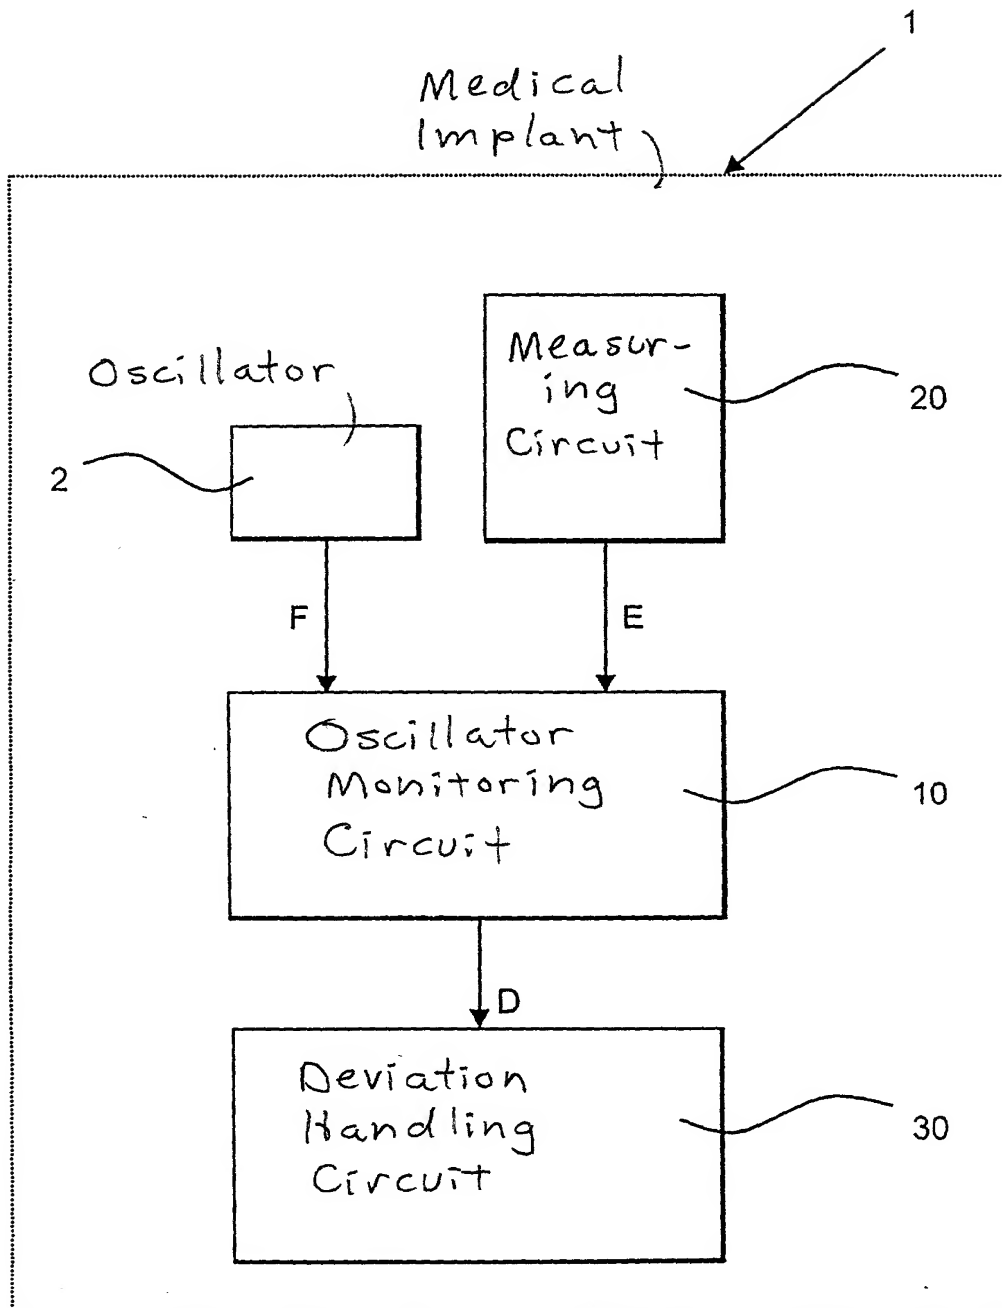 1
Medical
Implant
Measur-
ing
Circuit
20
Oscillator
2
F
E
Oscillator
Monitoring
Circuit
10
D
Deviation
Handling
Circuit
30